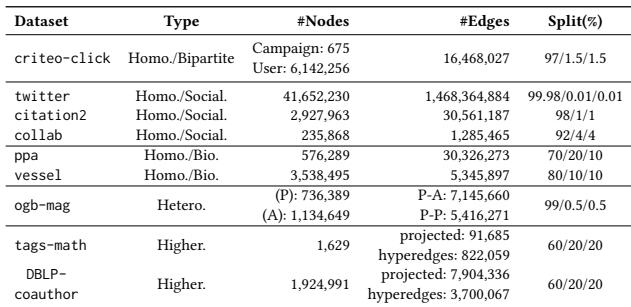 Dataset Type #Nodes #Edges Split(%)
criteo-click Homo./Bipartite Campaign: 675 User: 6,142,256 16,468,027 97/1.5/1.5
twitter Homo./Social. 41,652,230 1,468,364,884 99.98/0.01/0.01
citation2 Homo./Social. 2,927,963 30,561,187 98/1/1
collab Homo./Social. 235,868 1,285,465 92/4/4
ppa Homo./Bio. 576,289 30,326,273 70/20/10
vessel Homo./Bio. 3,538,495 5,345,897 80/10/10
ogb-mag Hetero. (P): 736,389 (A): 1,134,649 P-A: 7,145,660 P-P: 5,416,271 99/0.5/0.5
tags-math Higher. 1,629 projected: 91,685 hyperedges: 822,059 60/20/20
DBLP-coauthor Higher. 1,924,991 projected: 7,904,336 hyperedges: 3,700,067 60/20/20